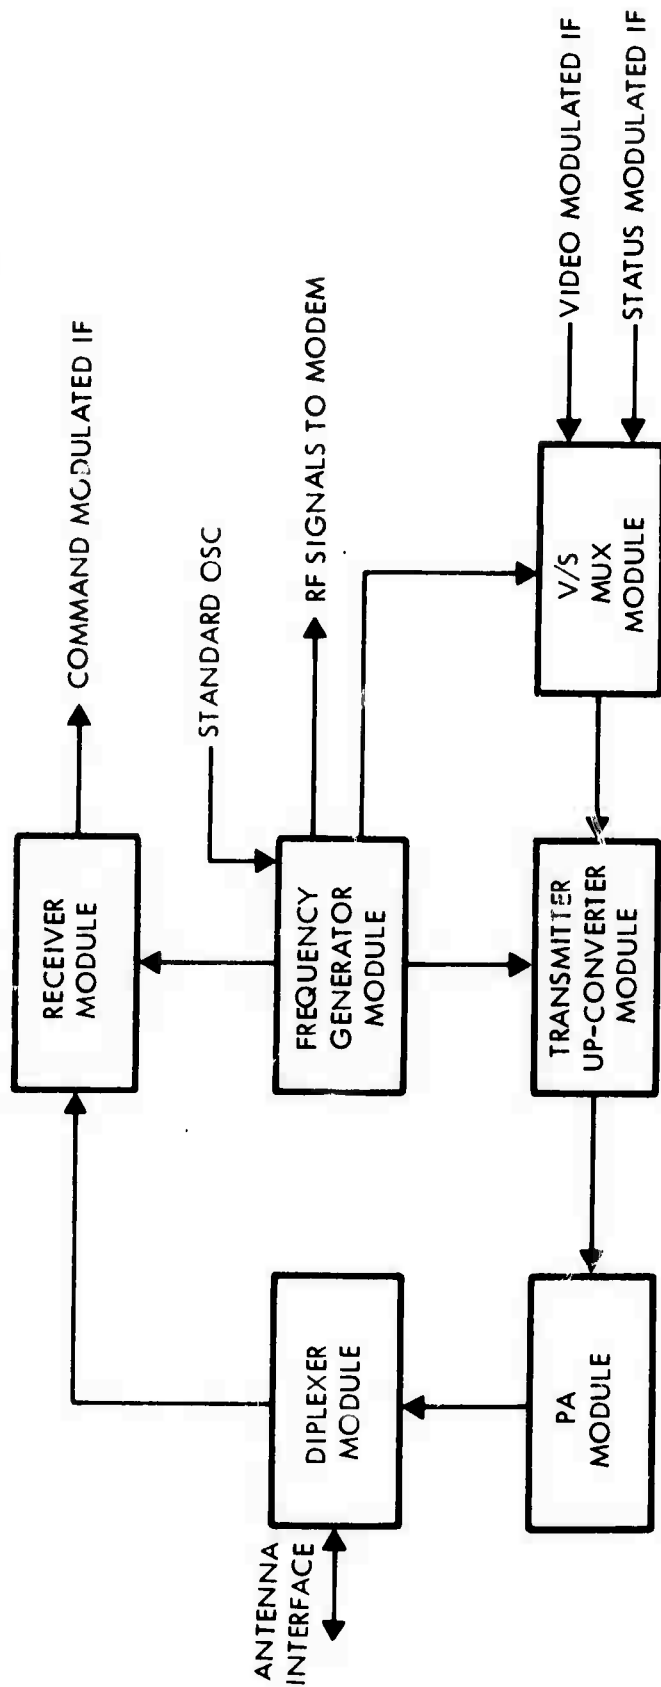 COMMAND MODULATED IF
RECEIVER
MODULE
STANDARD OSC
RF SIGNALS TO MODEM
FREQUENCY
GENERATOR
MODULE
ANTENNA
INTERFACE
DIPLEXER
MODULE
VIDEO MODULATED IF
STATUS MODULATED IF
V/S
MUX
MODULE
TRANSMITTER
UP-CONVERTER
MODULE
PA
MODULE